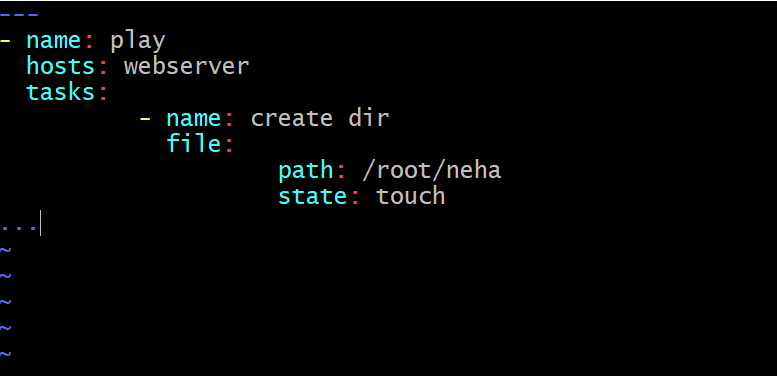 ---
- name: play
  hosts: webserver
  tasks:
          - name: create dir
            file:
                    path: /root/neha
                    state: touch
...
~
~
~
~
~